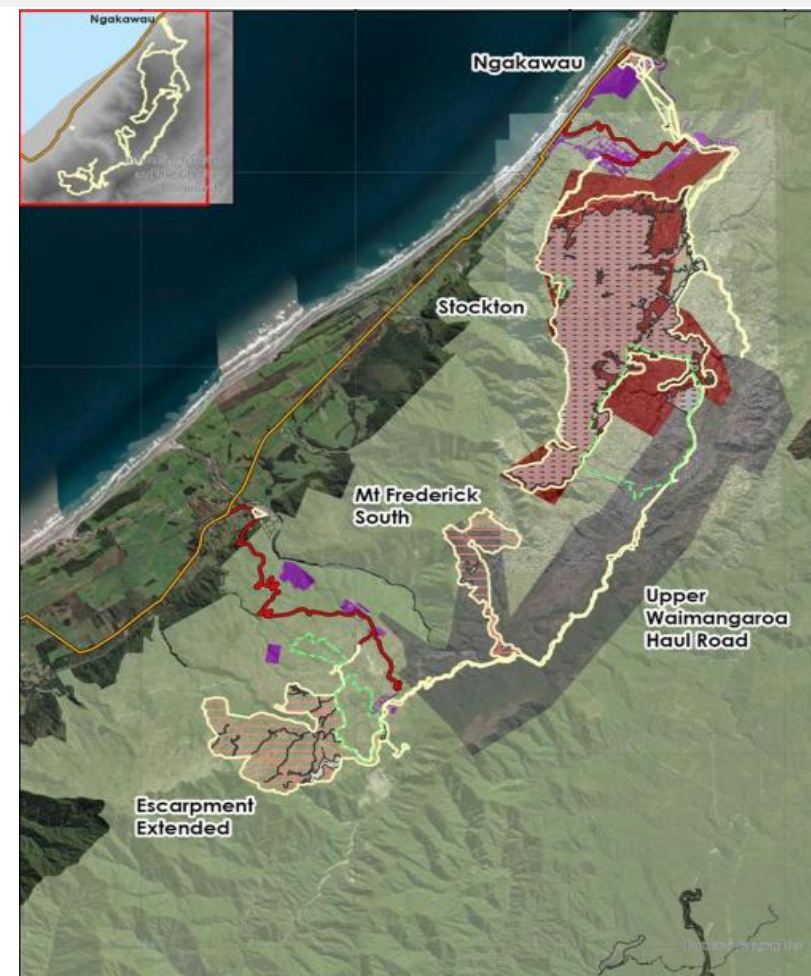 Ngakawau
Ngakawau
Stockton
Mt Frederick
South
Upper
Waimangaroa
Haul Road
Escarpment
Extended